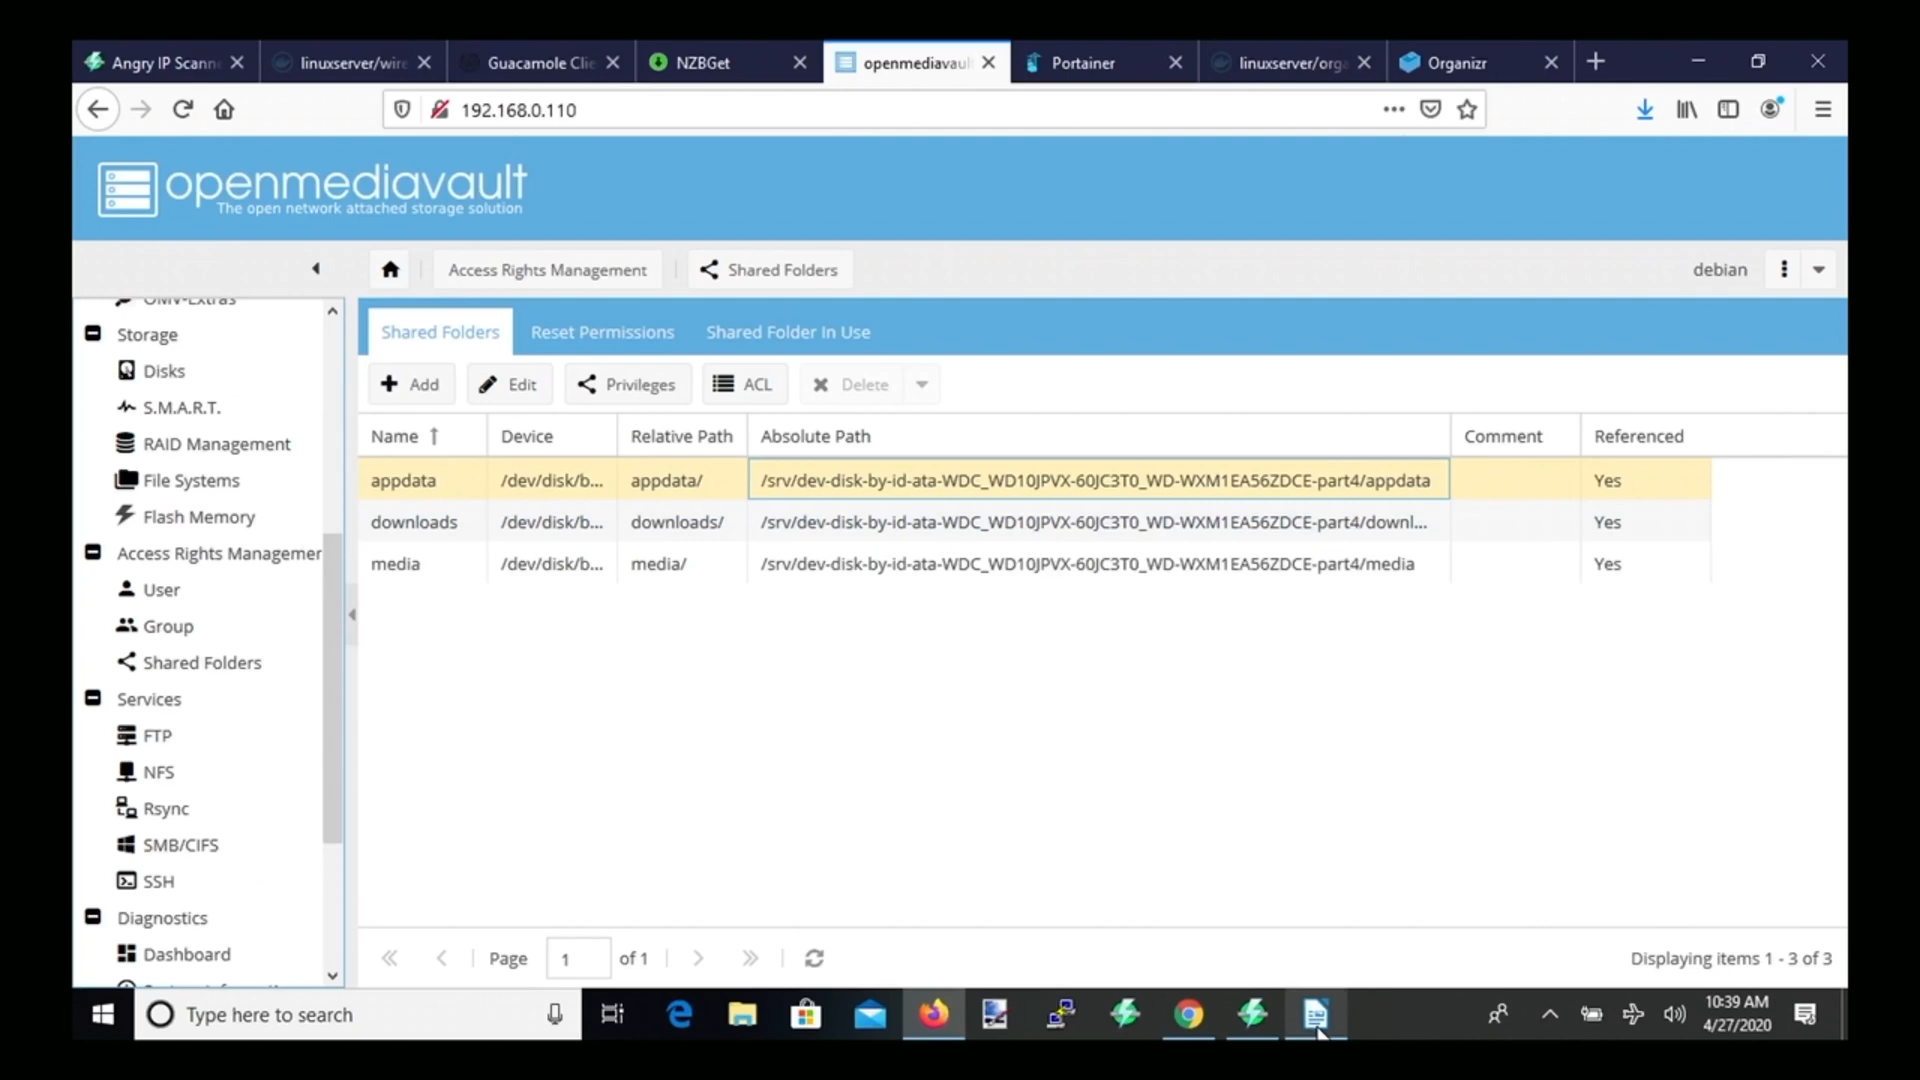 Angry IP Scann
linuxserver/wire
Guacamole Clie
NZBGet
openmediavaul
Portainer
linuxserver/orga
Organizr
192.168.0.110
openmediavault
The open network attached storage solution
Access Rights Management
Shared Folders
debian
OMV-Extras
Storage
Disks
S.M.A.R.T.
RAID Management
File Systems
Flash Memory
Access Rights Managemen
User
Group
Shared Folders
Services
FTP
NFS
Rsync
SMB/CIFS
SSH
Diagnostics
Dashboard
Shared Folders
Reset Permissions
Shared Folder In Use
Add
Edit
Privileges
ACL
Delete
Name Device Relative Path Absolute Path Comment Referenced
appdata /dev/disk/b... appdata/ /srv/dev-disk-by-id-ata-WDC_WD10JPVX-60JC3T0_WD-WXM1EA56ZDCE-part4/appdata Yes
downloads /dev/disk/b... downloads/ /srv/dev-disk-by-id-ata-WDC_WD10JPVX-60JC3T0_WD-WXM1EA56ZDCE-part4/downl... Yes
media /dev/disk/b... media/ /srv/dev-disk-by-id-ata-WDC_WD10JPVX-60JC3T0_WD-WXM1EA56ZDCE-part4/media Yes
Page 1 of 1
Displaying items 1 - 3 of 3
Type here to search
10:39 AM
4/27/2020